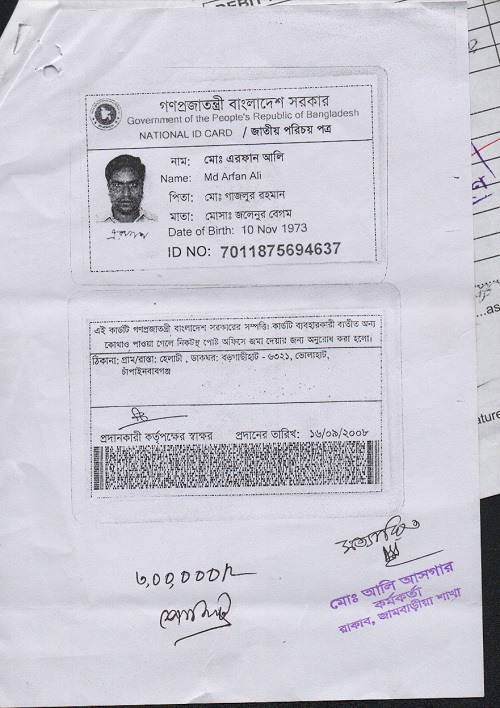 গণপ্রজাতন্ত্রী বাংলাদেশ সরকার
Government of the People's Republic of Bangladesh
NATIONAL ID CARD / জাতীয় পরিচয় পত্র
নাম: মোঃ এরফান আলি
Name: Md Arfan Ali
পিতা: মোঃ গাজলুর রহমান
মাতা: মোসাঃ জলেনুর বেগম
Date of Birth: 10 Nov 1973
ID NO: 7011875694637
এই কার্ডটি গণপ্রজাতন্ত্রী বাংলাদেশ সরকারের সম্পত্তি। কার্ডটি ব্যবহারকারী ব্যতীত অন্য
কোথাও পাওয়া গেলে নিকটস্থ পোষ্ট অফিসে জমা দেয়ার জন্য অনুরোধ করা হলো।
ঠিকানা: গ্রাম/রাস্তা: হেলাচী , ডাকঘর: বড়গাছীহাট - ৬৩২১, ভোলাহাট,
চাঁপাইনবাবগঞ্জ
প্রদানকারী কর্তৃপক্ষের স্বাক্ষর প্রদানের তারিখ: ১৬/০৯/২০০৮
সত্যায়িত
৩,০০,০০০/-
মোঃ আলি আসগার
কর্মকর্তা
রাকাব, জামবাড়ীয়া শাখা